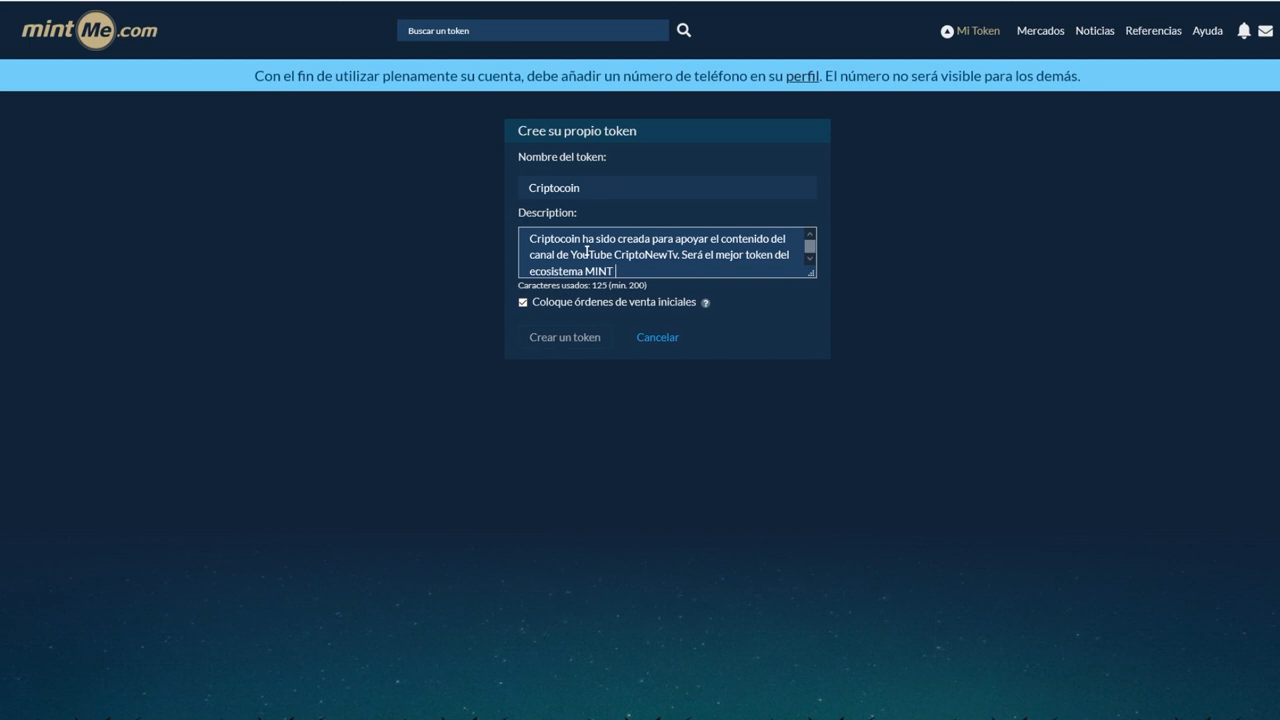 mintMe.com
Buscar un token
Mi Token Mercados Noticias Referencias Ayuda
Con el fin de utilizar plenamente su cuenta, debe añadir un número de teléfono en su perfil. El número no será visible para los demás.
Cree su propio token
Nombre del token:
Criptocoin
Description:
Criptocoin ha sido creada para apoyar el contenido del
canal de YouTube CriptoNewTv. Será el mejor token del
ecosistema MINT
Caracteres usados: 125 (min. 200)
Coloque órdenes de venta iniciales ?
Crear un token Cancelar